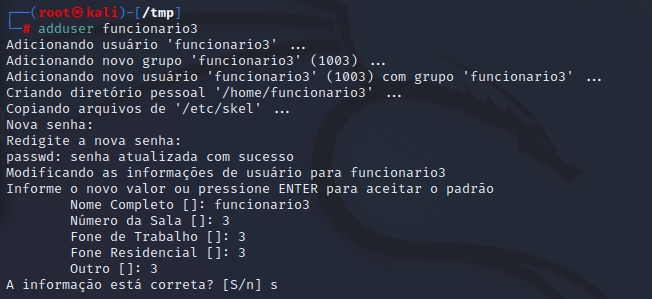 ┌──(root㉿kali)-[/tmp]
└─# adduser funcionario3
Adicionando usuário 'funcionario3' ...
Adicionando novo grupo 'funcionario3' (1003) ...
Adicionando novo usuário 'funcionario3' (1003) com grupo 'funcionario3' ...
Criando diretório pessoal '/home/funcionario3' ...
Copiando arquivos de '/etc/skel' ...
Nova senha:
Redigite a nova senha:
passwd: senha atualizada com sucesso
Modificando as informações de usuário para funcionario3
Informe o novo valor ou pressione ENTER para aceitar o padrão
Nome Completo []: funcionario3
Número da Sala []: 3
Fone de Trabalho []: 3
Fone Residencial []: 3
Outro []: 3
A informação está correta? [S/n] s